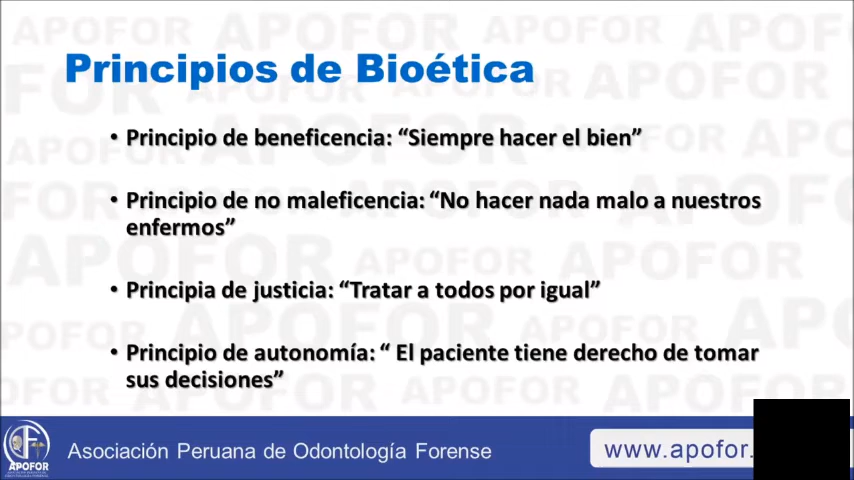 Principios de Bioética
• Principio de beneficencia: “Siempre hacer el bien”
• Principio de no maleficencia: “No hacer nada malo a nuestros
enfermos”
• Principia de justicia: “Tratar a todos por igual”
• Principio de autonomía: “ El paciente tiene derecho de tomar
sus decisiones”
APOFOR
Asociación Peruana de Odontología Forense
www.apofor.